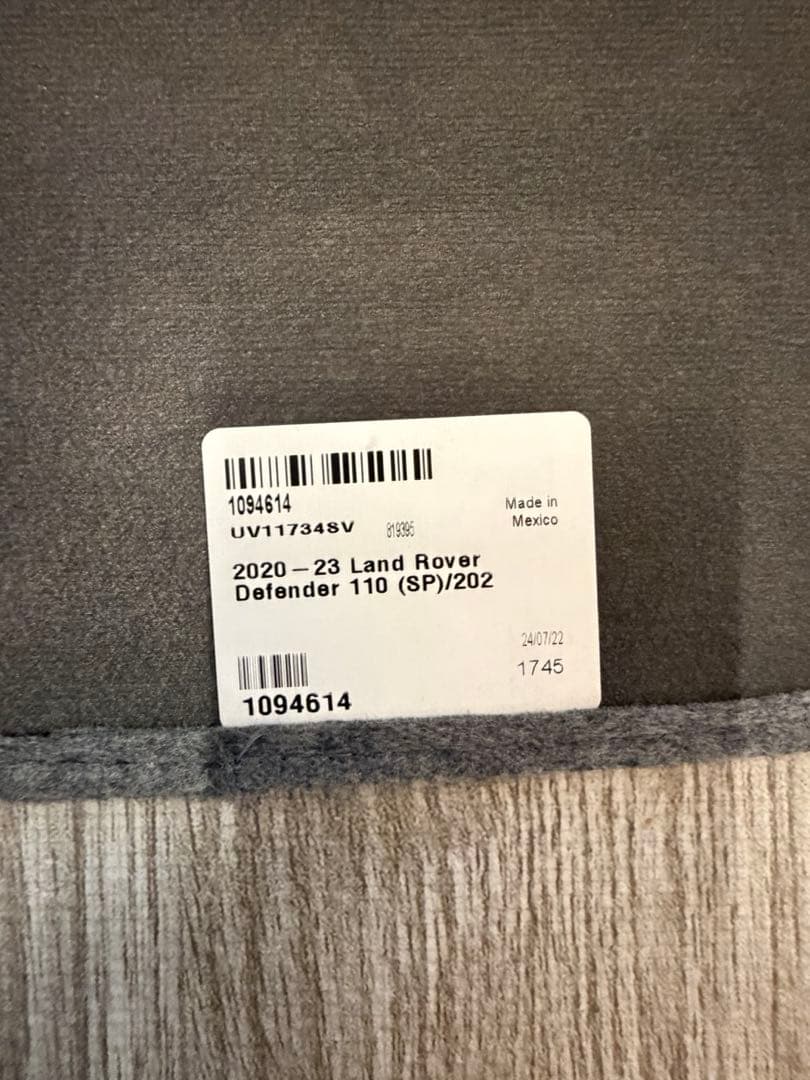 1094614
UV11734SV 819395
Made in
Mexico
2020-23 Land Rover
Defender 110 (SP)/202
24/07/22
1745
1094614